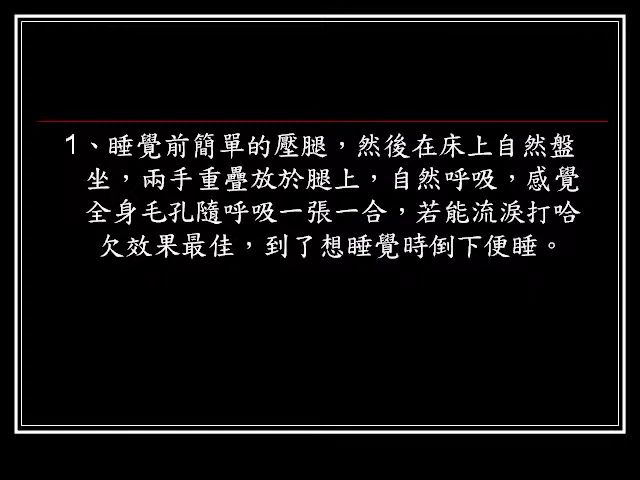 1、睡覺前簡單的壓腿，然後在床上自然盤
坐，兩手重疊放於腿上，自然呼吸，感覺
全身毛孔隨呼吸一張一合，若能流淚打哈
欠效果最佳，到了想睡覺時倒下便睡。